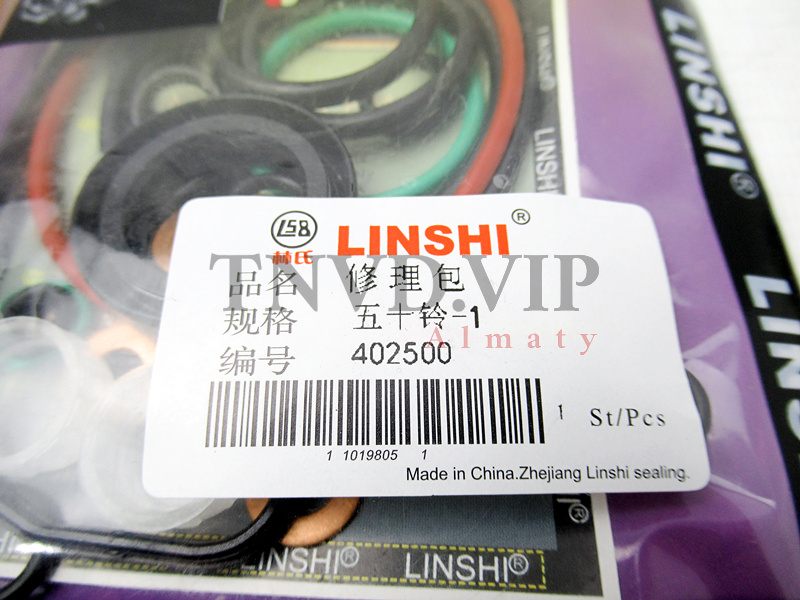 LSB
林氏
LINSHI®
品名 修理包
TNVD.VIP
规格 五十铃-1
Almaty
编号 402500
1 St/Pcs
1 1019805 1
Made in China.Zhejiang Linshi sealing.
LINSHI®
LINSHI
LINSHI
LINSHI®
LINSHI®